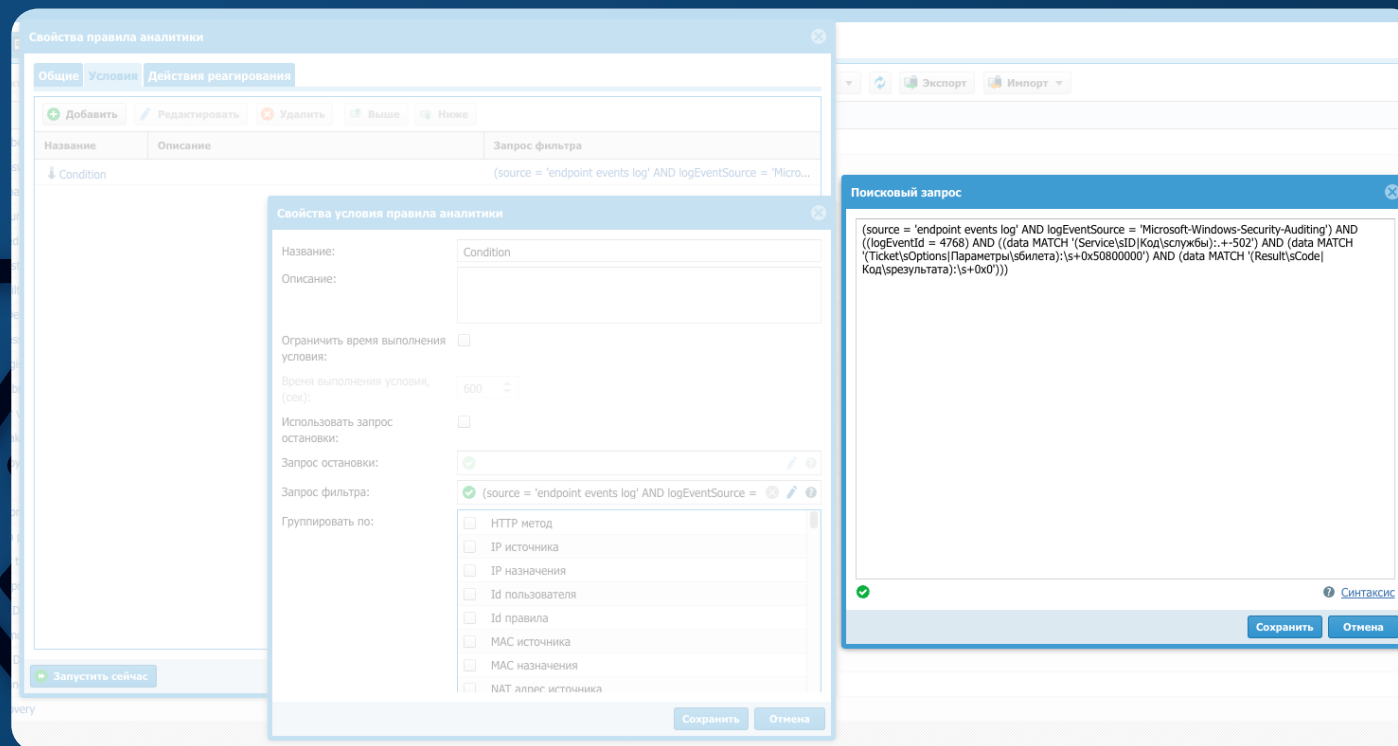 Свойства правила аналитики
Общие Условия Действия реагирования
Экспорт Импорт
Добавить Редактировать Удалить Выше Ниже
Название Описание Запрос фильтра
Condition (source = 'endpoint events log' AND logEventSource = 'Micro...
Свойства условия правила аналитики
Название: Condition
Описание:
Ограничить время выполнения
условия:
Время выполнения условия,
(сек): 600
Использовать запрос
остановки:
Запрос остановки:
Запрос фильтра: (source = 'endpoint events log' AND logEventSource =
Группировать по: HTTP метод
IP источника
IP назначения
Id пользователя
Id правила
MAC источника
MAC назначения
NAT адрес источника
Сохранить Отмена
Запустить сейчас
very
Поисковый запрос
(source = 'endpoint events log' AND logEventSource = 'Microsoft-Windows-Security-Auditing') AND
((logEventId = 4768) AND ((data MATCH '(Service\sID|Код\sслужбы):.+-502') AND (data MATCH
'(Ticket\sOptions|Параметры\sбилета):\s+0x50800000') AND (data MATCH '(Result\sCode|
Код\sрезультата):\s+0x0')))
Синтаксис
Сохранить Отмена